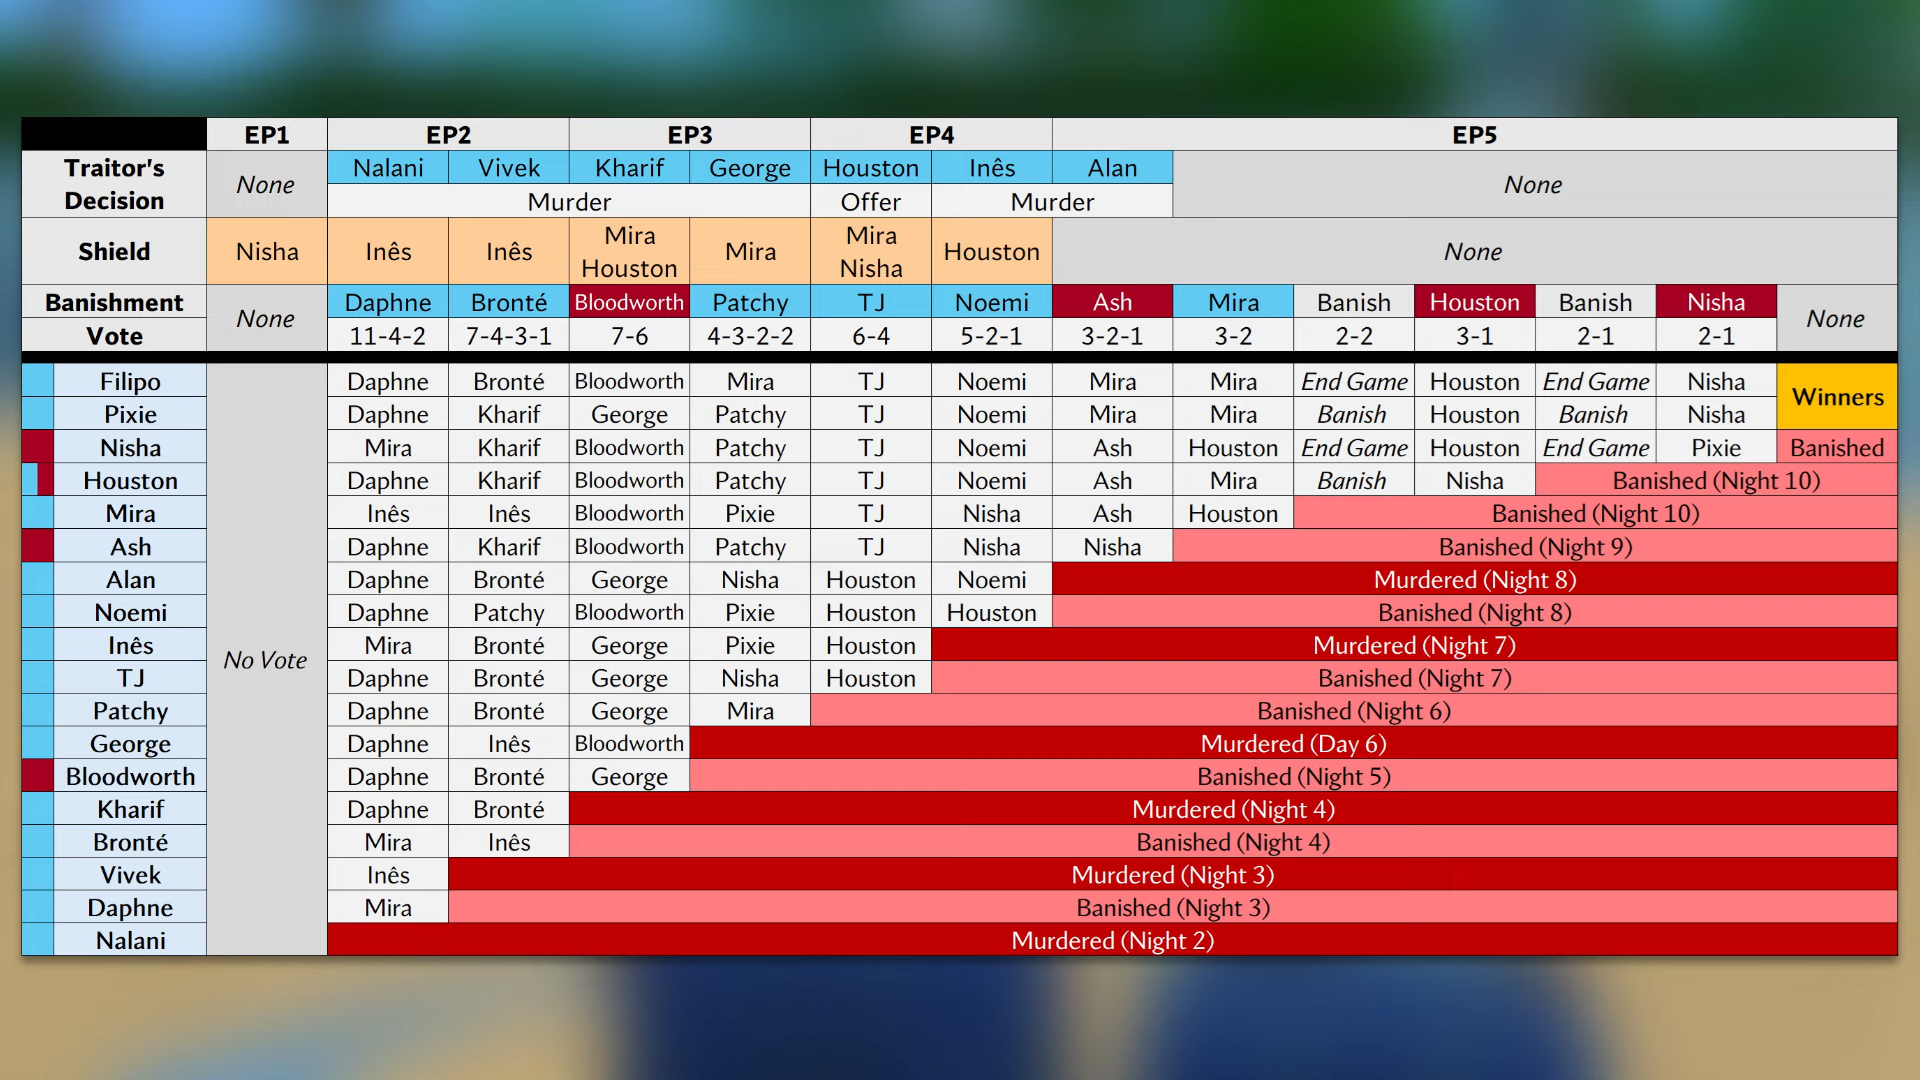 EP1 EP2 EP3 EP4 EP5
Traitor's Decision None Nalani Vivek Kharif George Houston Inês Alan None
Murder Offer Murder
Shield Nisha Inês Inês Mira Houston Mira Mira Nisha Houston None
Banishment None Daphne Bronté Bloodworth Patchy TJ Noemi Ash Mira Banish Houston Banish Nisha None
Vote 11-4-2 7-4-3-1 7-6 4-3-2-2 6-4 5-2-1 3-2-1 3-2 2-2 3-1 2-1 2-1
Filipo No Vote Daphne Bronté Bloodworth Mira TJ Noemi Mira Mira End Game Houston End Game Nisha Winners
Pixie Daphne Kharif George Patchy TJ Noemi Mira Mira Banish Houston Banish Nisha
Nisha Mira Kharif Bloodworth Patchy TJ Noemi Ash Houston End Game Houston End Game Pixie Banished
Houston Daphne Kharif Bloodworth Patchy TJ Noemi Ash Mira Banish Nisha Banished (Night 10)
Mira Inês Inês Bloodworth Pixie TJ Nisha Ash Houston Banished (Night 10)
Ash Daphne Kharif Bloodworth Patchy TJ Nisha Nisha Banished (Night 9)
Alan Daphne Bronté George Nisha Houston Noemi Murdered (Night 8)
Noemi Daphne Patchy Bloodworth Pixie Houston Houston Banished (Night 8)
Inês Mira Bronté George Pixie Houston Murdered (Night 7)
TJ Daphne Bronté George Nisha Houston Banished (Night 7)
Patchy Daphne Bronté George Mira Banished (Night 6)
George Daphne Inês Bloodworth Murdered (Day 6)
Bloodworth Daphne Bronté George Banished (Night 5)
Kharif Daphne Bronté Murdered (Night 4)
Bronté Mira Inês Banished (Night 4)
Vivek Inês Murdered (Night 3)
Daphne Mira Banished (Night 3)
Nalani Murdered (Night 2)